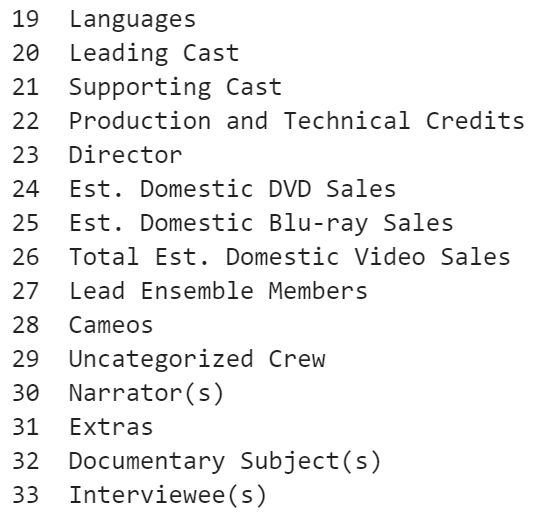 19 Languages
20 Leading Cast
21 Supporting Cast
22 Production and Technical Credits
23 Director
24 Est. Domestic DVD Sales
25 Est. Domestic Blu-ray Sales
26 Total Est. Domestic Video Sales
27 Lead Ensemble Members
28 Cameos
29 Uncategorized Crew
30 Narrator(s)
31 Extras
32 Documentary Subject(s)
33 Interviewee(s)